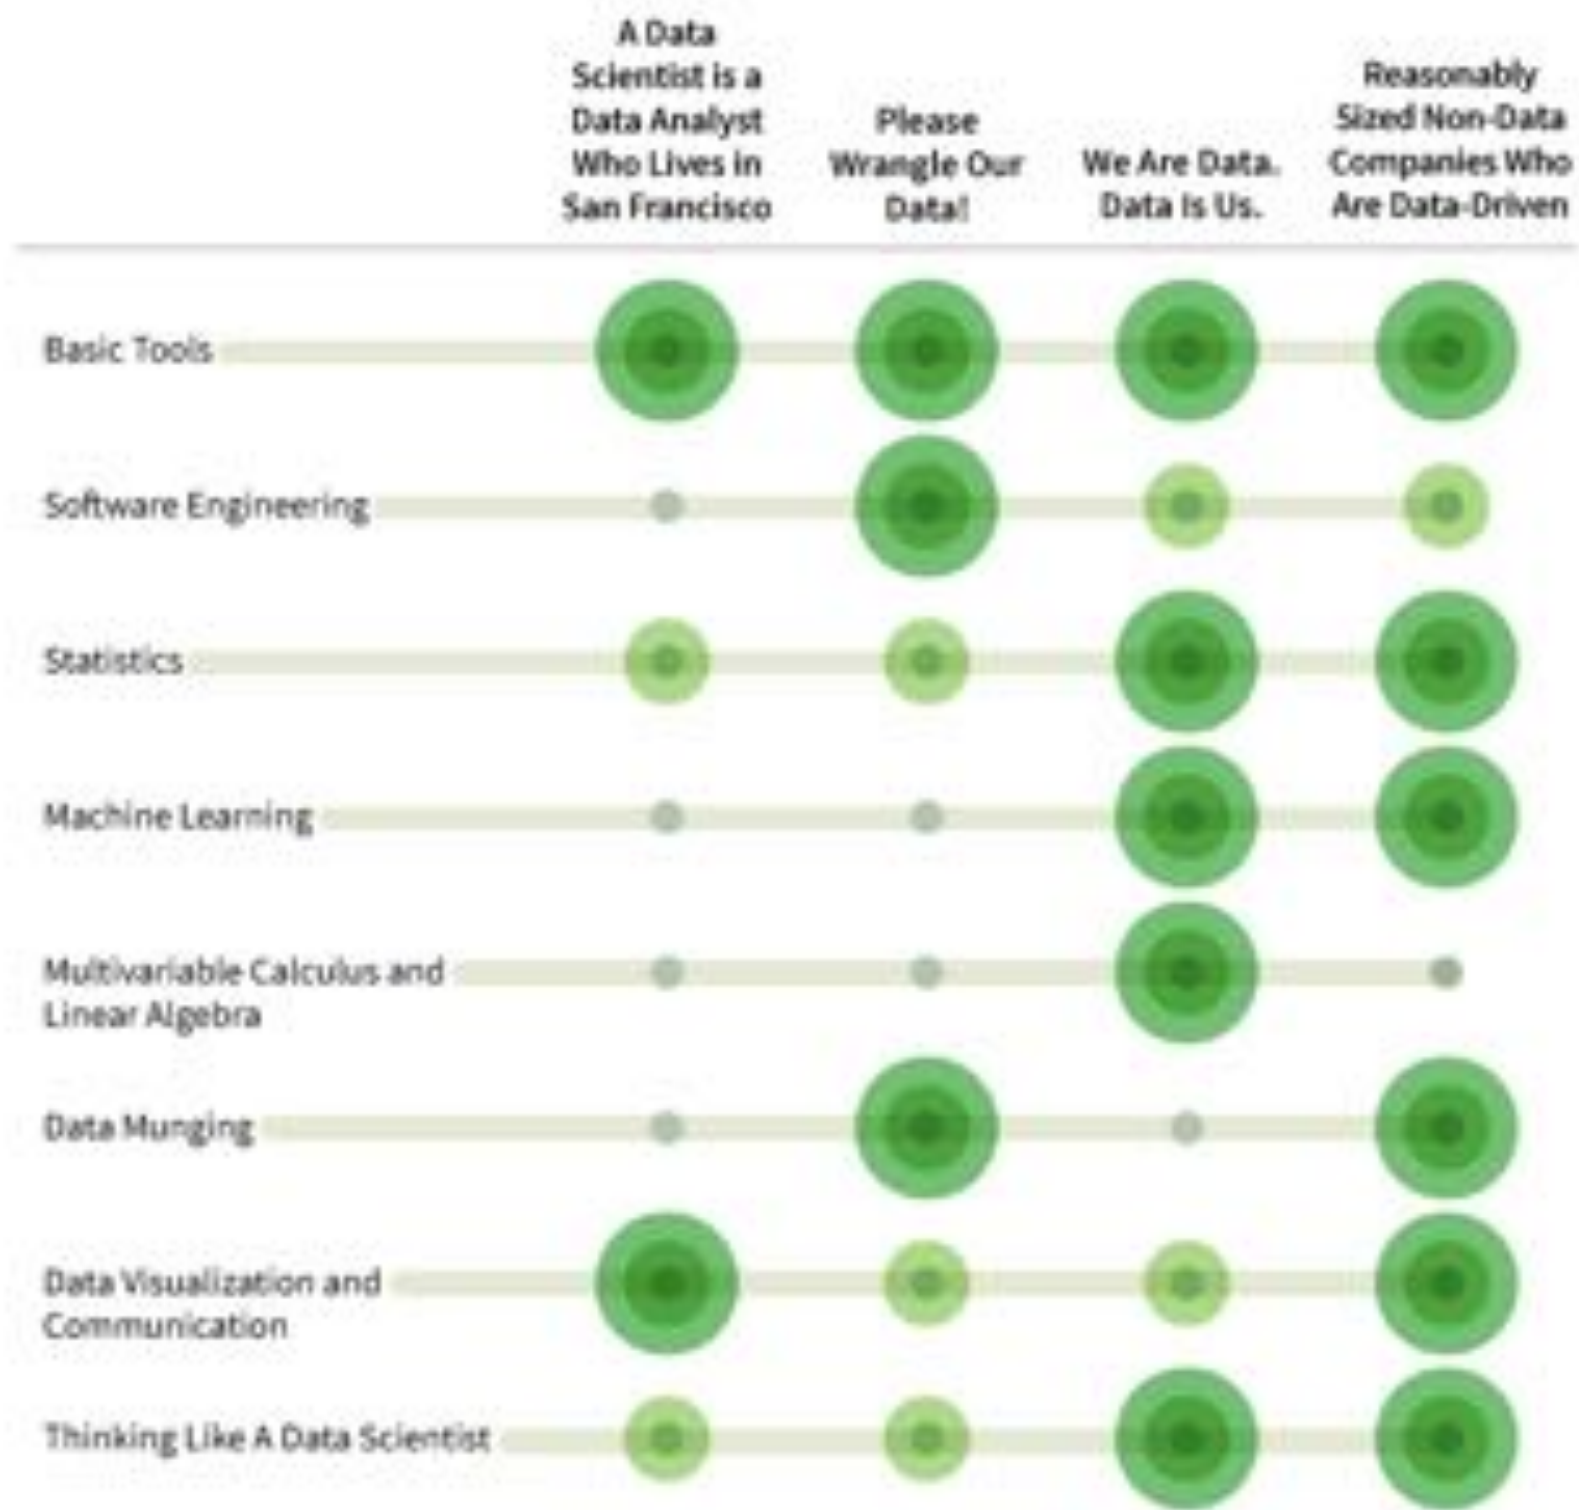 A Data
Scientist is a
Data Analyst
Who Lives in
San Francisco
Please
Wrangle Our
Data!
We Are Data.
Data Is Us.
Reasonably
Sized Non-Data
Companies Who
Are Data-Driven
Basic Tools
Software Engineering
Statistics
Machine Learning
Multivariable Calculus and
Linear Algebra
Data Munging
Data Visualization and
Communication
Thinking Like A Data Scientist